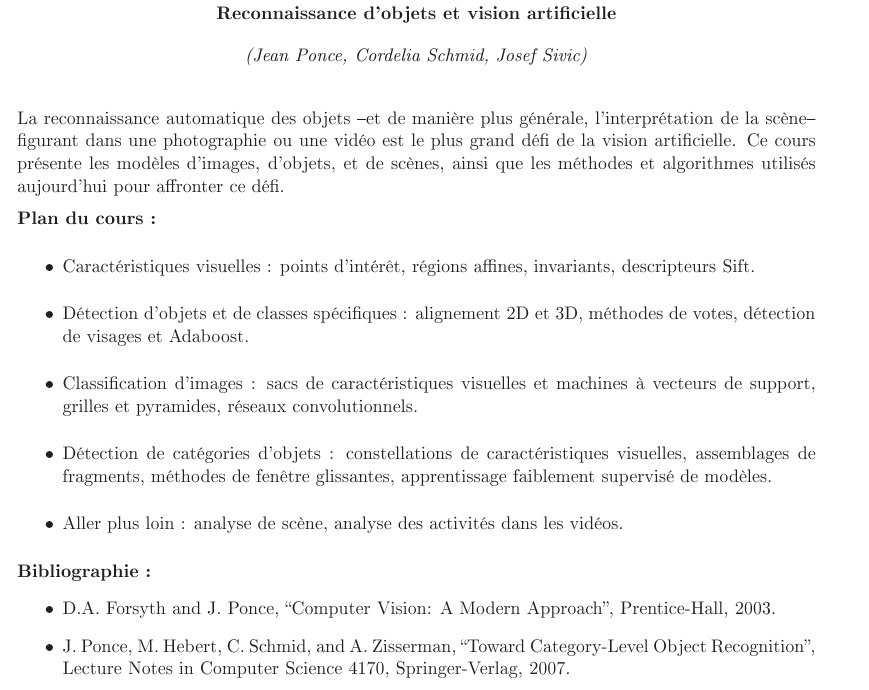 Reconnaissance d'objets et vision artificielle
(Jean Ponce, Cordelia Schmid, Josef Sivic)
La reconnaissance automatique des objets –et de manière plus générale, l'interprétation de la scène–
figurant dans une photographie ou une vidéo est le plus grand défi de la vision artificielle. Ce cours
présente les modèles d'images, d'objets, et de scènes, ainsi que les méthodes et algorithmes utilisés
aujourd'hui pour affronter ce défi.
Plan du cours :
• Caractéristiques visuelles : points d'intérêt, régions affines, invariants, descripteurs Sift.
• Détection d'objets et de classes spécifiques : alignement 2D et 3D, méthodes de votes, détection
de visages et Adaboost.
• Classification d'images : sacs de caractéristiques visuelles et machines à vecteurs de support,
grilles et pyramides, réseaux convolutionnels.
• Détection de catégories d'objets : constellations de caractéristiques visuelles, assemblages de
fragments, méthodes de fenêtre glissantes, apprentissage faiblement supervisé de modèles.
• Aller plus loin : analyse de scène, analyse des activités dans les vidéos.
Bibliographie :
• D.A. Forsyth and J. Ponce, “Computer Vision: A Modern Approach”, Prentice-Hall, 2003.
• J. Ponce, M. Hebert, C. Schmid, and A. Zisserman, “Toward Category-Level Object Recognition”,
Lecture Notes in Computer Science 4170, Springer-Verlag, 2007.